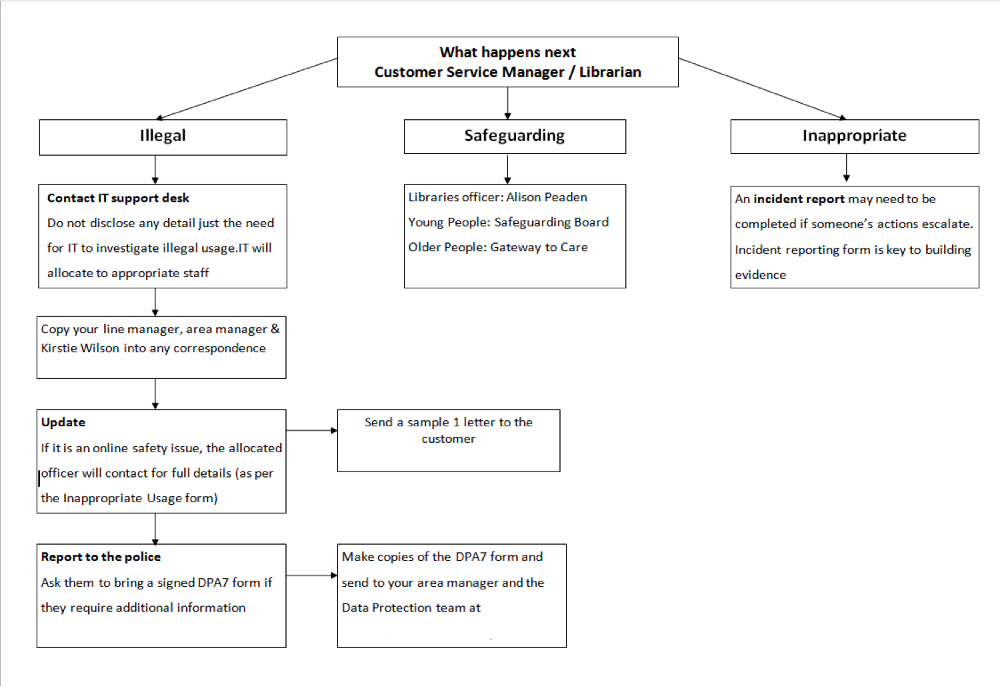 What happens next
Customer Service Manager / Librarian
Illegal
Safeguarding
Inappropriate
Contact IT support desk
Do not disclose any detail just the need
for IT to investigate illegal usage.IT will
allocate to appropriate staff
Libraries officer: Alison Peaden
Young People: Safeguarding Board
Older People: Gateway to Care
An incident report may need to be
completed if someone's actions escalate.
Incident reporting form is key to building
evidence
Copy your line manager, area manager &
Kirstie Wilson into any correspondence
Update
If it is an online safety issue, the allocated
officer will contact for full details (as per
the Inappropriate Usage form)
Send a sample 1 letter to the
customer
Report to the police
Ask them to bring a signed DPA7 form if
they require additional information
Make copies of the DPA7 form and
send to your area manager and the
Data Protection team at